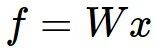 f = Wx